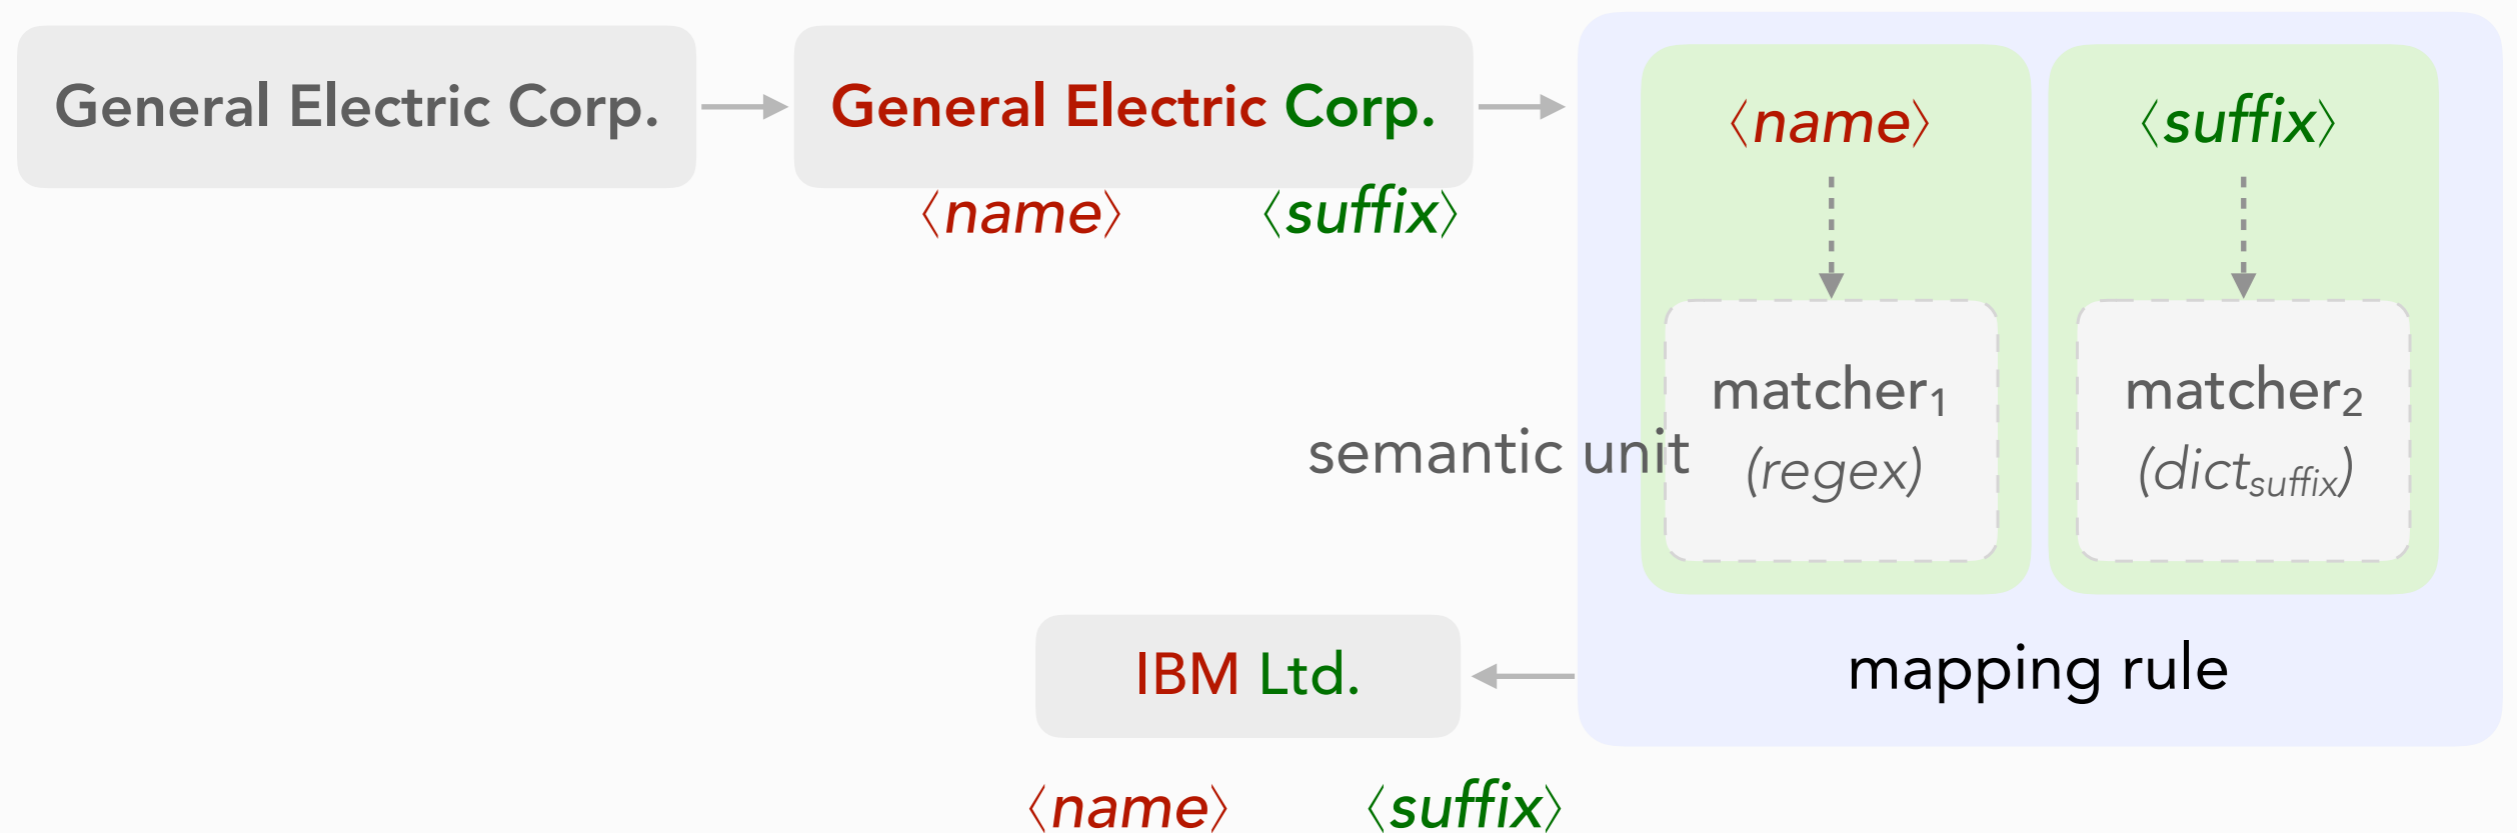 General Electric Corp.
General Electric Corp.
⟨name⟩ ⟨suffix⟩
⟨name⟩
matcher₁
(regex)
⟨suffix⟩
matcher₂
(dict_suffix)
semantic unit
mapping rule
IBM Ltd.
⟨name⟩ ⟨suffix⟩